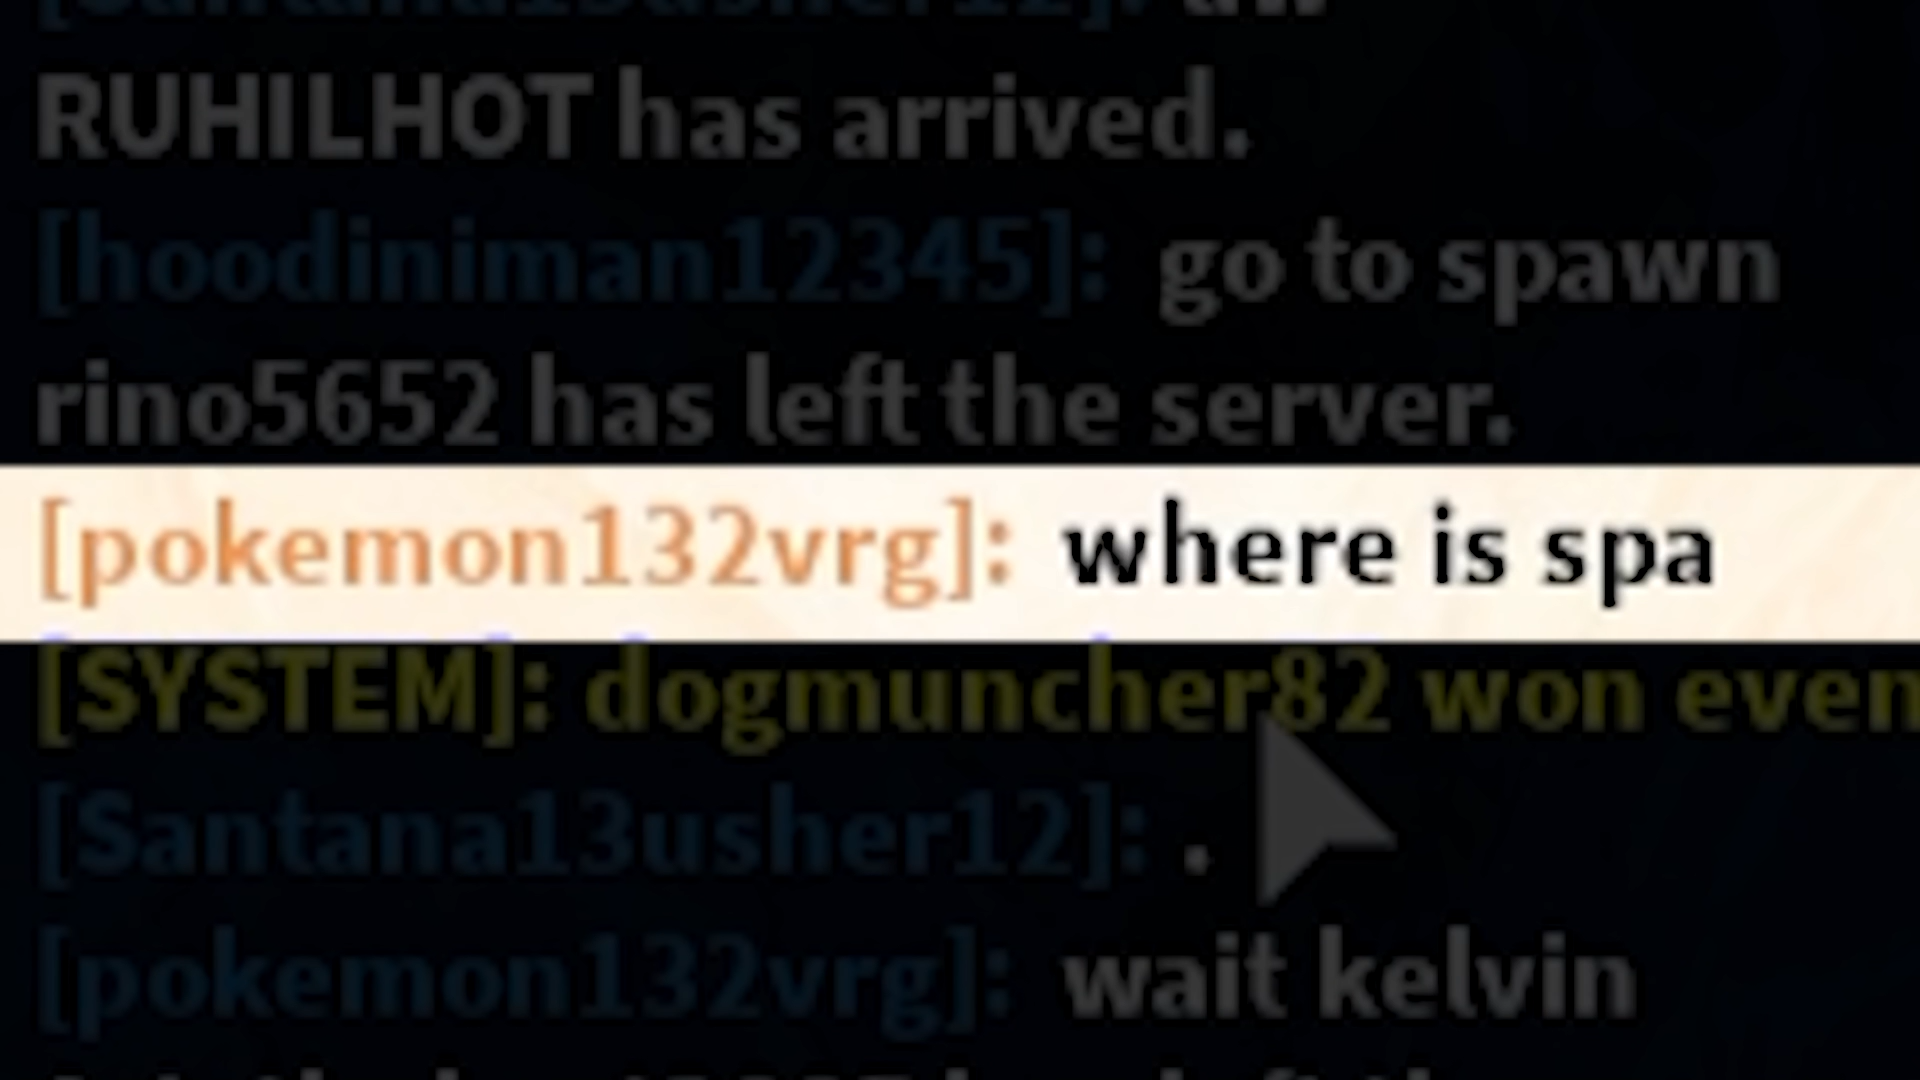 RUHILHOT has arrived.
[hoodiniman12345]: go to spawn
rino5652 has left the server.
[pokemon132vrg]: where is spa
[SYSTEM]: dogmuncher82 won even
[Santana13usher12]: .
[pokemon132vrg]: wait kelvin